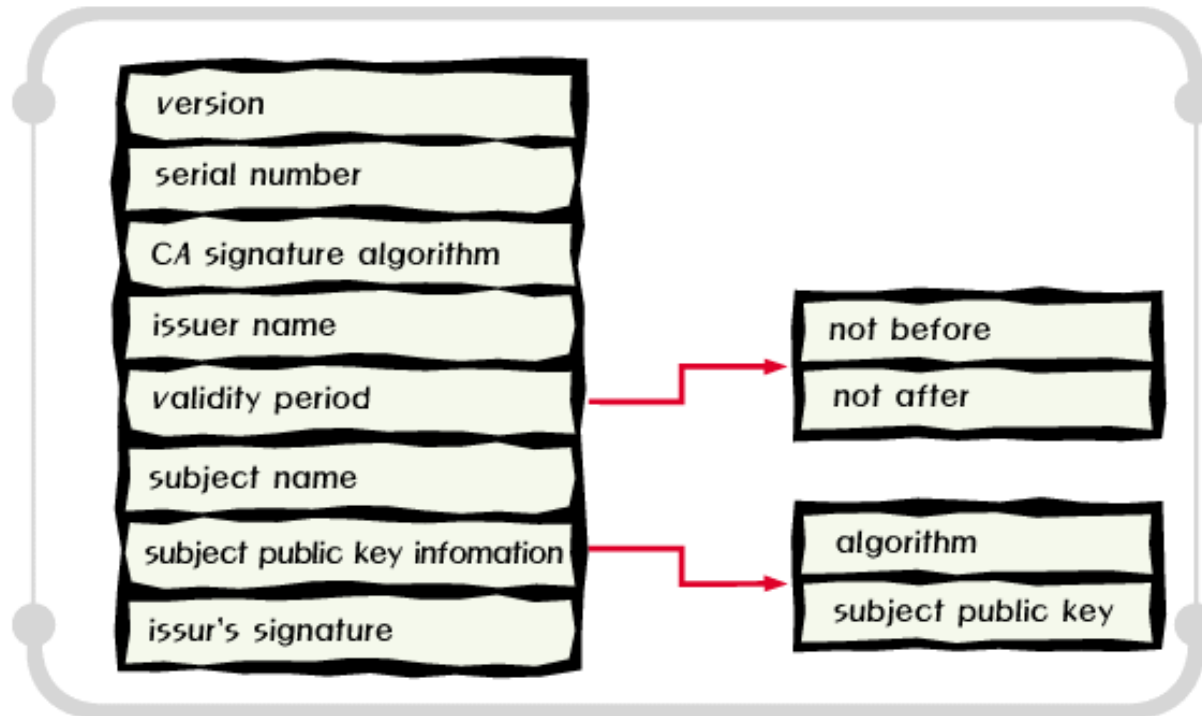 version
serial number
CA signature algorithm
issuer name
validity period
subject name
subject public key infomation
issur's signature
not before
not after
algorithm
subject public key